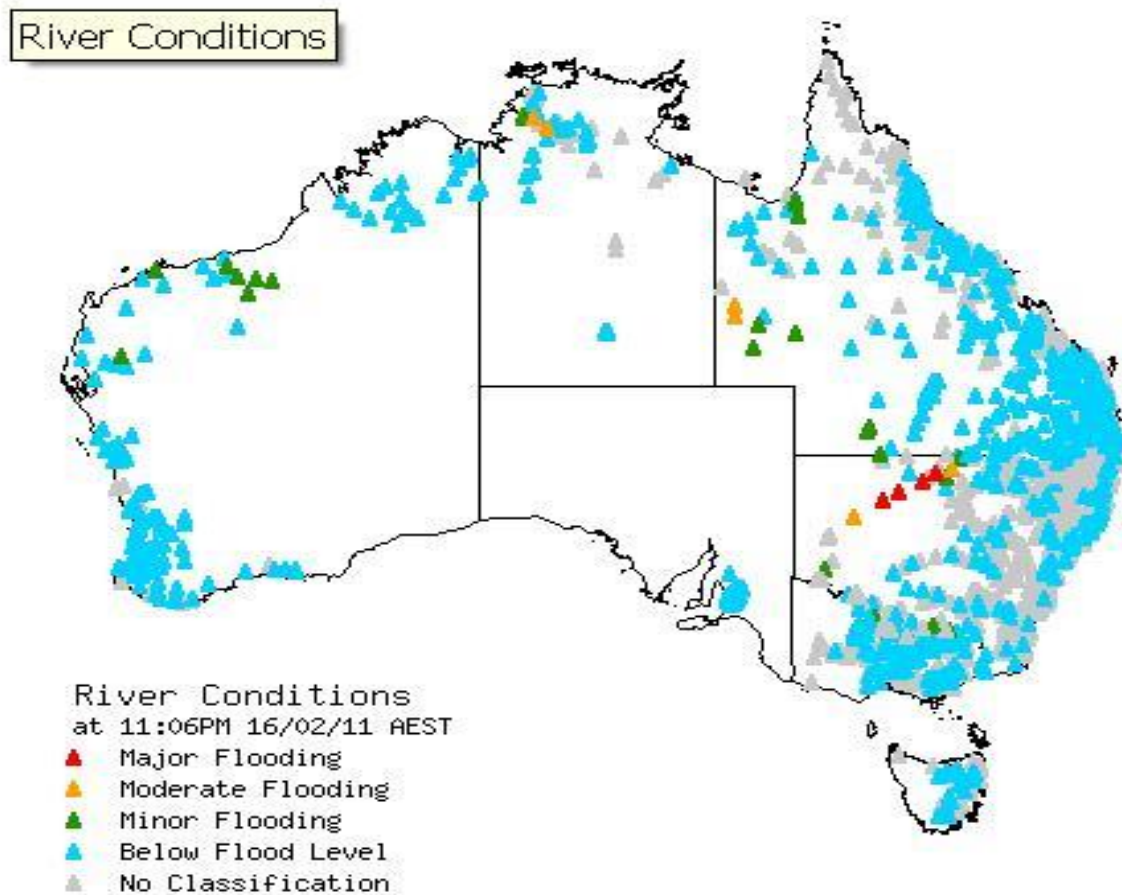 River Conditions
River Conditions
at 11:06PM 16/02/11 AEST
Major Flooding
Moderate Flooding
Minor Flooding
Below Flood Level
No Classification